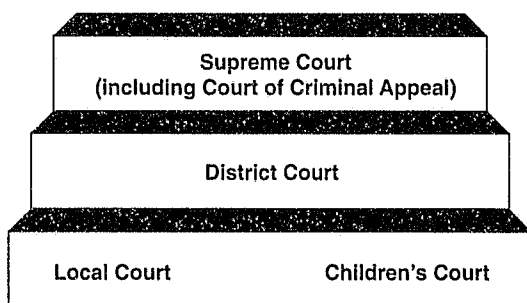 Supreme Court
(including Court of Criminal Appeal)
District Court
Local Court Children's Court